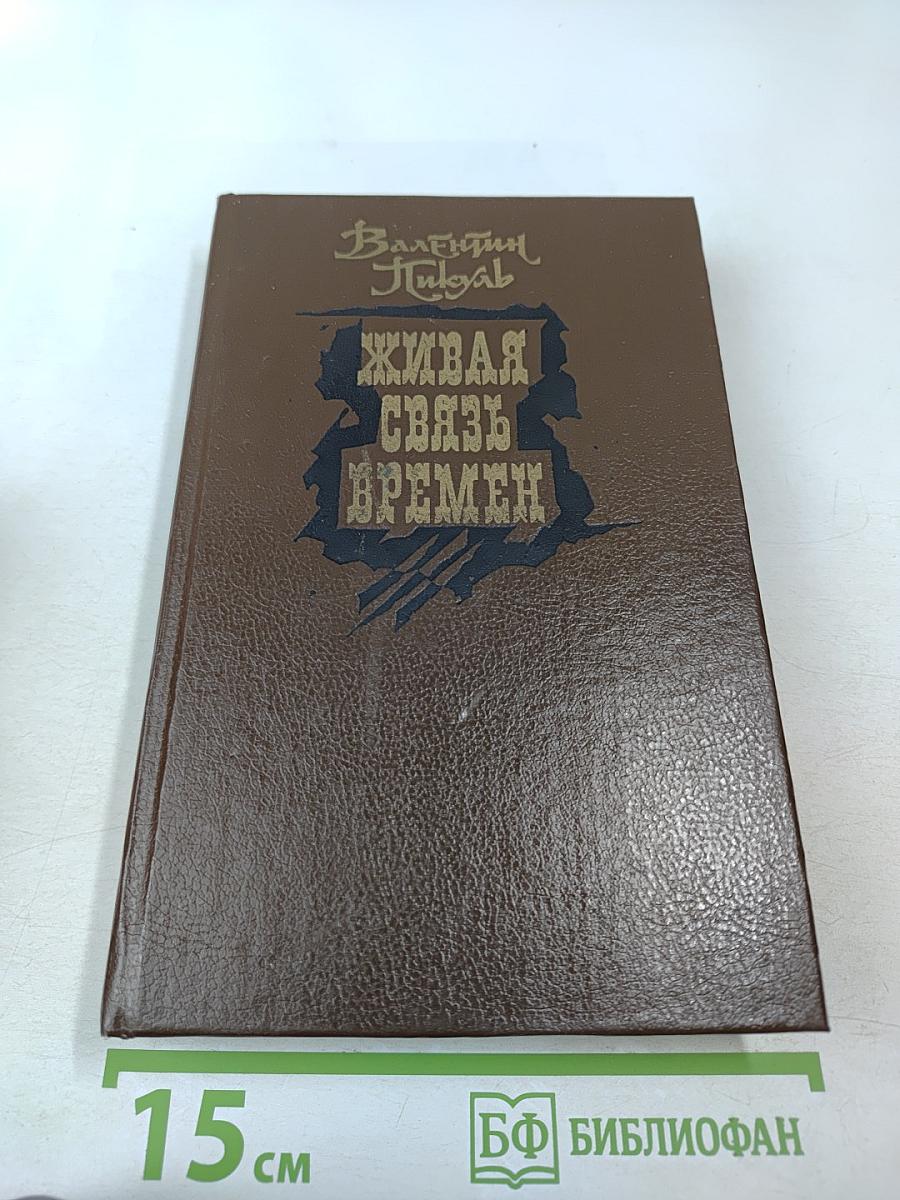 Валентин
Пикуль
ЖИВАЯ
СВЯЗЬ
ВРЕМЕН
15 см
БФ БИБЛИОФАН